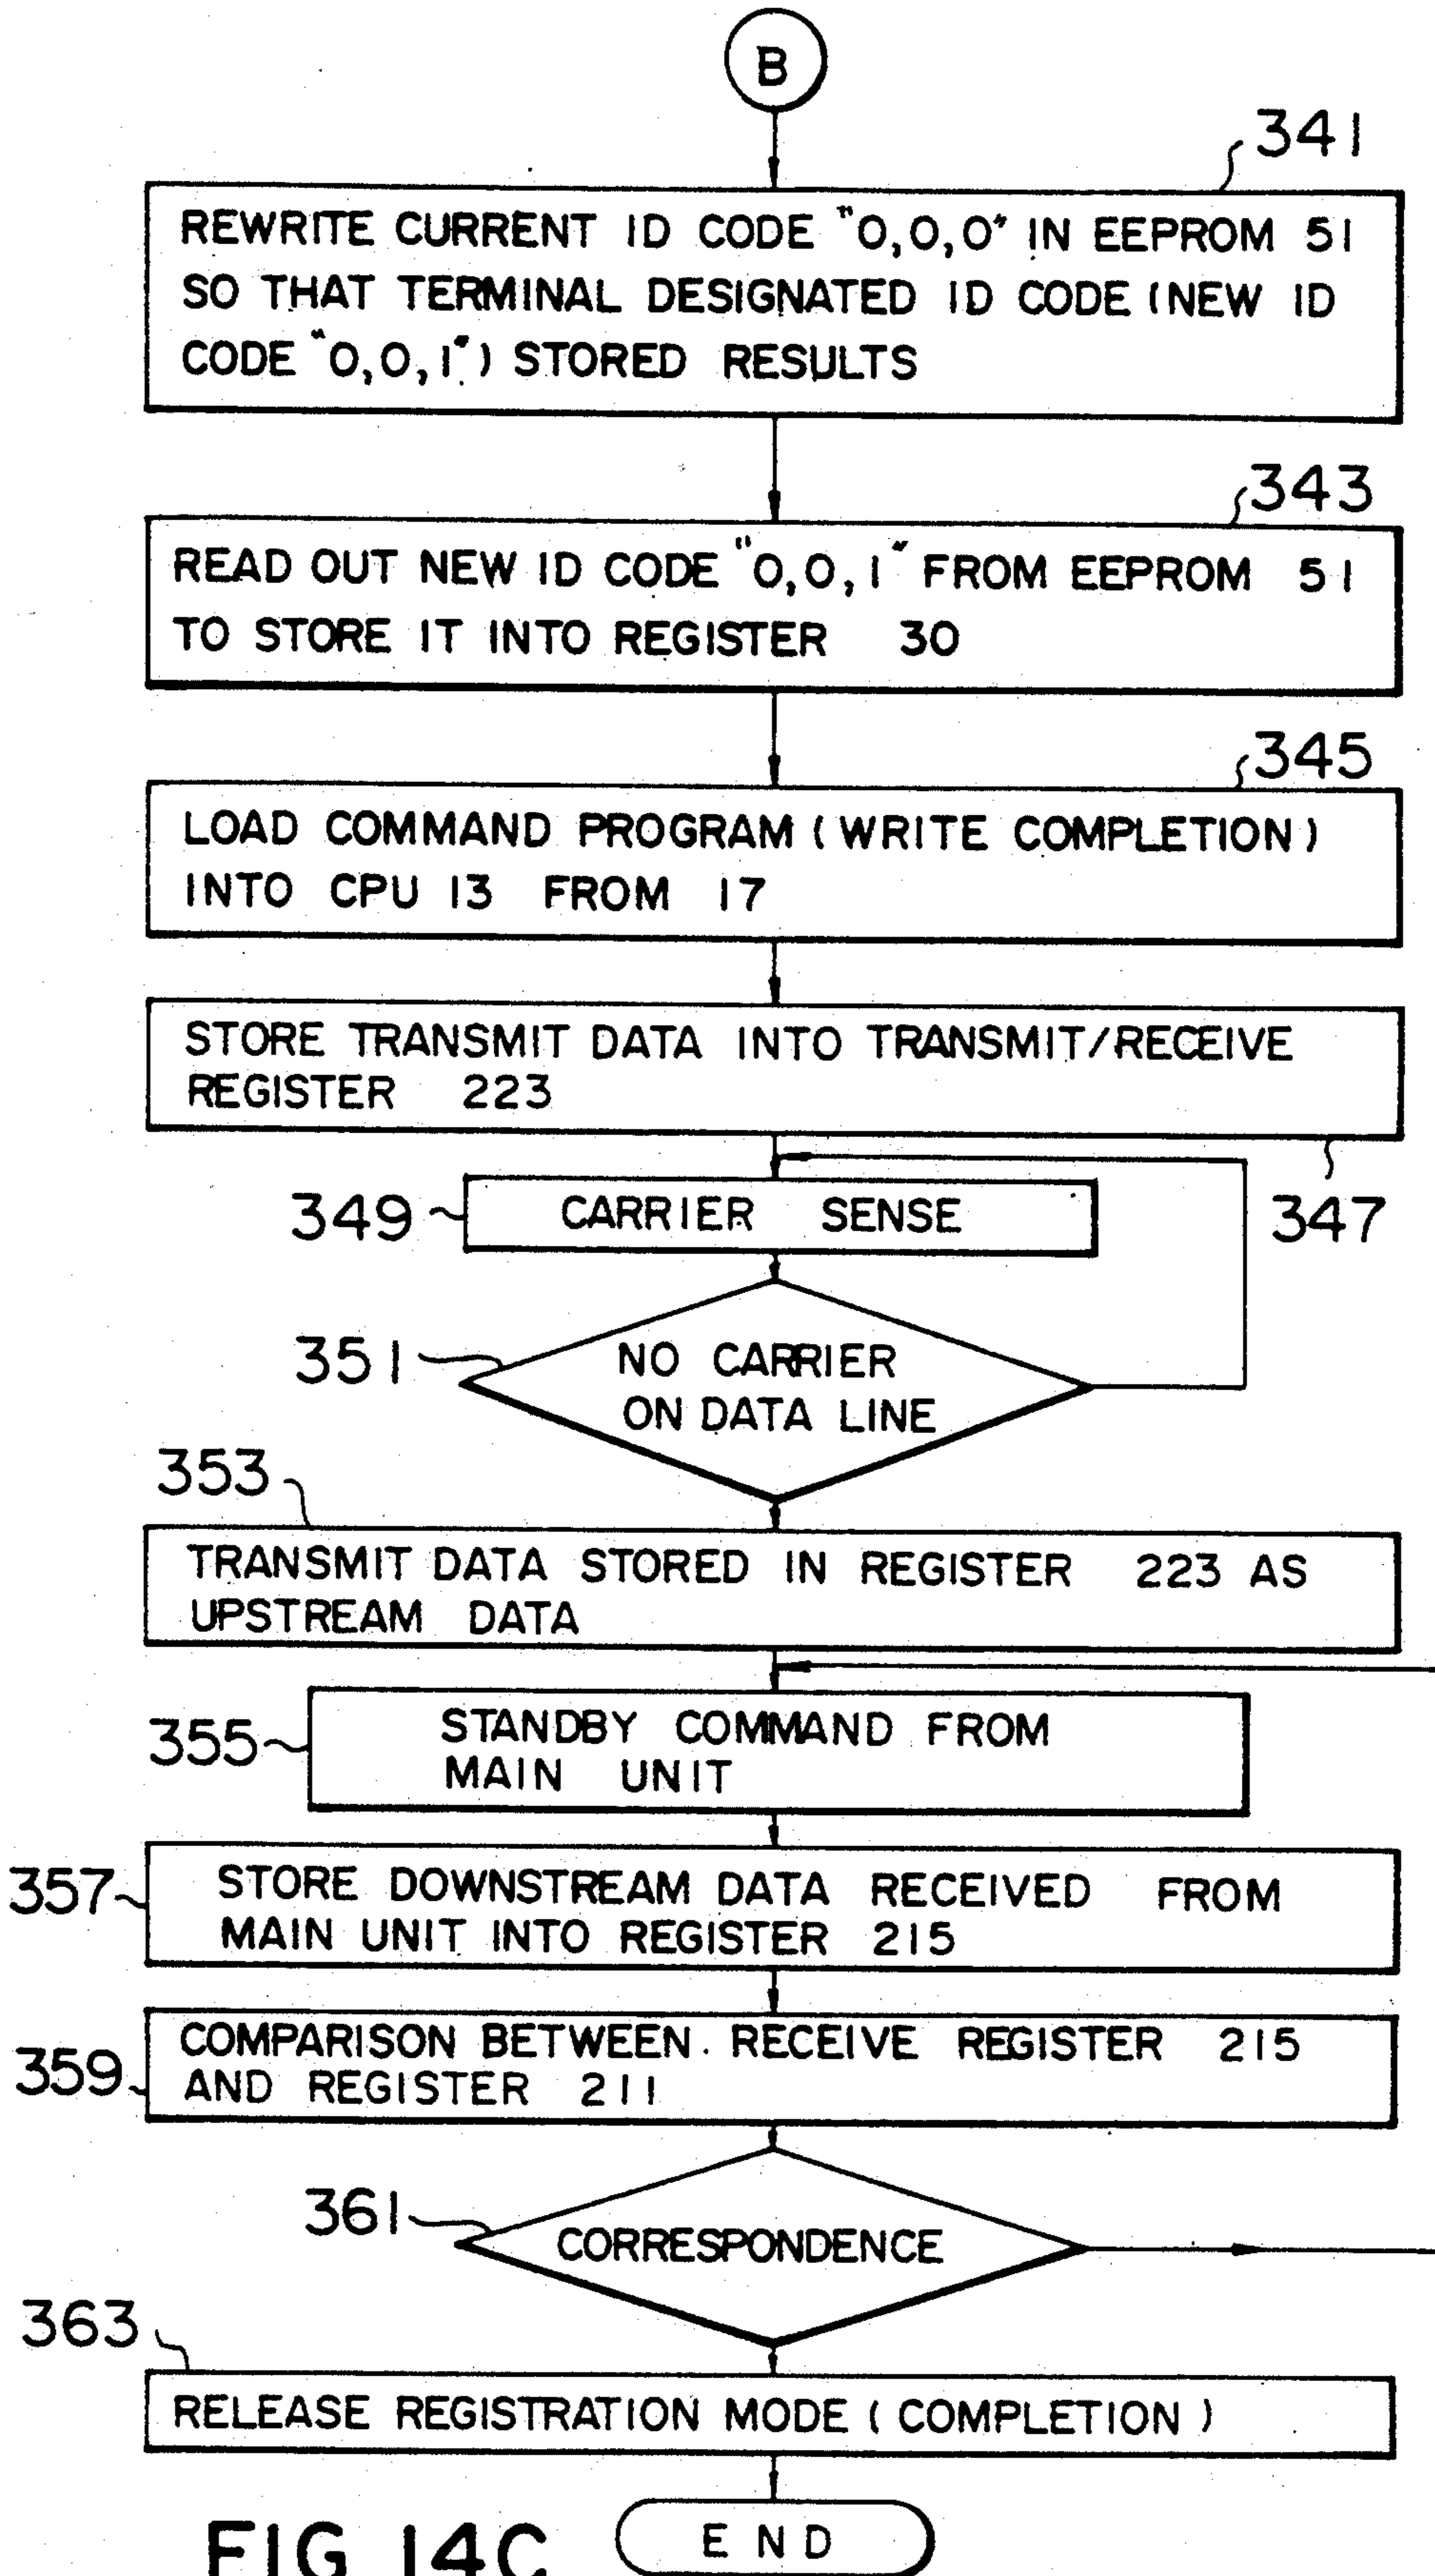 B
341
REWRITE CURRENT ID CODE "0,0,0" IN EEPROM 51
SO THAT TERMINAL DESIGNATED ID CODE (NEW ID
CODE "0,0,1") STORED RESULTS
343
READ OUT NEW ID CODE "0,0,1" FROM EEPROM 51
TO STORE IT INTO REGISTER 30
345
LOAD COMMAND PROGRAM (WRITE COMPLETION)
INTO CPU 13 FROM 17
STORE TRANSMIT DATA INTO TRANSMIT/RECEIVE
REGISTER 223
347
349
CARRIER SENSE
351
NO CARRIER
ON DATA LINE
353
TRANSMIT DATA STORED IN REGISTER 223 AS
UPSTREAM DATA
355
STANDBY COMMAND FROM
MAIN UNIT
357
STORE DOWNSTREAM DATA RECEIVED FROM
MAIN UNIT INTO REGISTER 215
359
COMPARISON BETWEEN RECEIVE REGISTER 215
AND REGISTER 211
361
CORRESPONDENCE
363
RELEASE REGISTRATION MODE (COMPLETION)
END
FIG 14C